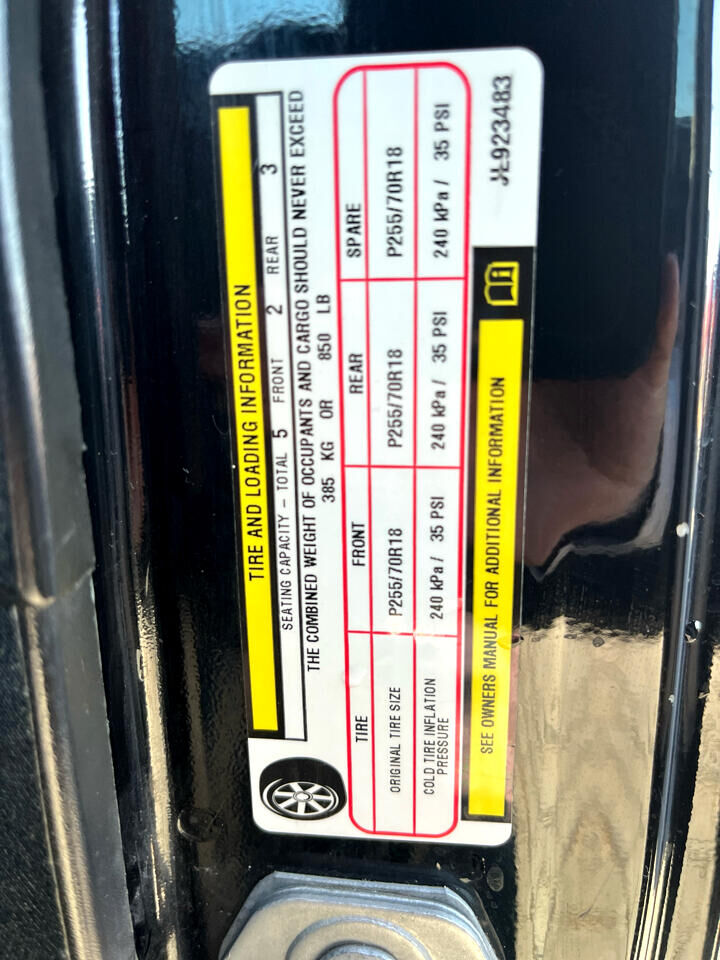 TIRE AND LOADING INFORMATION
SEATING CAPACITY – TOTAL 5 FRONT 2 REAR 3
THE COMBINED WEIGHT OF OCCUPANTS AND CARGO SHOULD NEVER EXCEED
385 KG OR 850 LB
TIRE FRONT REAR SPARE
ORIGINAL TIRE SIZE P255/70R18 P255/70R18 P255/70R18
COLD TIRE INFLATION
PRESSURE 240 kPa / 35 PSI 240 kPa / 35 PSI 240 kPa / 35 PSI
SEE OWNERS MANUAL FOR ADDITIONAL INFORMATION
JL923483